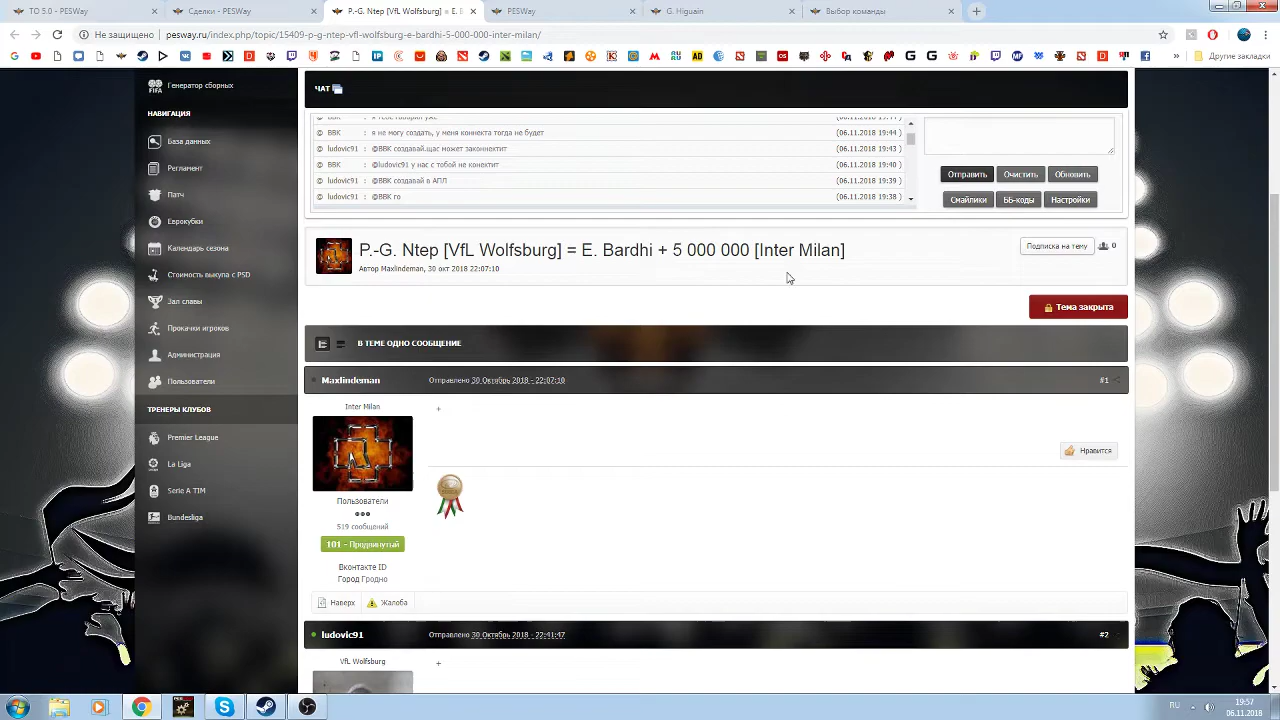 ТО 5.0 - PESWay
Сделки - PESWay
P.-G. Ntep [VfL Wolfsburg] = E. B
PESWay
G. Higuain
Выбор команды
Не защищено
pesway.ru/index.php/topic/15409-p-g-ntep-vfl-wolfsburg-e-bardhi-5-000-000-inter-milan/
Другие закладки
Генератор сборных
НАВИГАЦИЯ
База данных
Регламент
Патч
Еврокубки
Календарь сезона
Стоимость выкупа с PSD
Зал славы
Прокачки игроков
Администрация
Пользователи
ТРЕНЕРЫ КЛУБОВ
Premier League
La Liga
Serie A TIM
Bundesliga
ЧАТ
@ BBK : я не могу создать, у меня коннекта тогда не будет (06.11.2018 19:44 )
@ ludovic91 : @BBK создавай.щас может законнектит (06.11.2018 19:43 )
@ BBK : @ludovic91 у нас с тобой не конектит (06.11.2018 19:40 )
@ ludovic91 : @BBK создавай в АПЛ (06.11.2018 19:39 )
@ ludovic91 : @BBK го (06.11.2018 19:38 )
Отправить
Очистить
Обновить
Смайлики
ББ-коды
Настройки
P.-G. Ntep [VfL Wolfsburg] = E. Bardhi + 5 000 000 [Inter Milan]
Автор Maxlindeman, 30 окт 2018 22:07:10
Подписка на тему
0
Тема закрыта
В ТЕМЕ ОДНО СООБЩЕНИЕ
Maxlindeman
Отправлено 30 Октябрь 2018 - 22:07:10
#1
Inter Milan
+
Нравится
Пользователи
519 сообщений
101 - Продвинутый
Вконтакте ID
Город Гродно
Наверх
Жалоба
ludovic91
Отправлено 30 Октябрь 2018 - 22:41:47
#2
VfL Wolfsburg
+
RU
19:57
06.11.2018